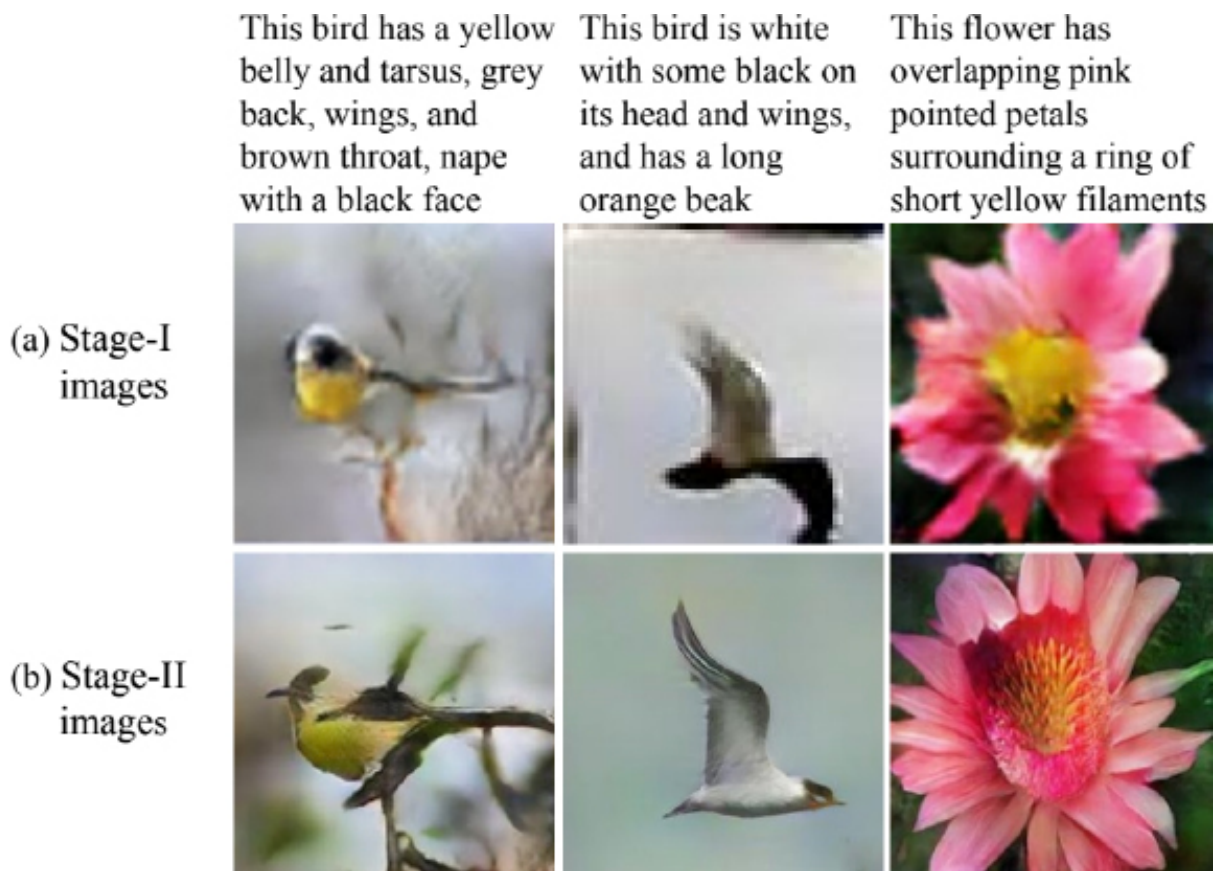 This bird has a yellow
belly and tarsus, grey
back, wings, and
brown throat, nape
with a black face
This bird is white
with some black on
its head and wings,
and has a long
orange beak
This flower has
overlapping pink
pointed petals
surrounding a ring of
short yellow filaments
(a) Stage-I
images
(b) Stage-II
images